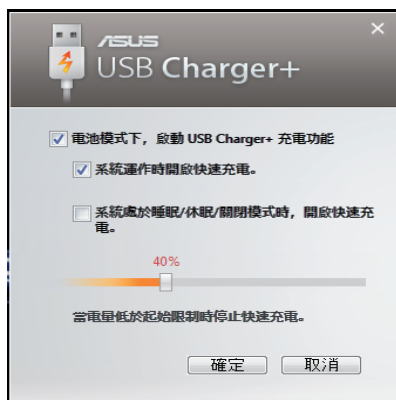 ASUS
USB Charger+
電池模式下，啟動 USB Charger+ 充電功能
系統運作時開啟快速充電。
系統處於睡眠/休眠/關閉模式時，開啟快速充
電。
40%
當電量低於起始限制時停止快速充電。
確定 取消